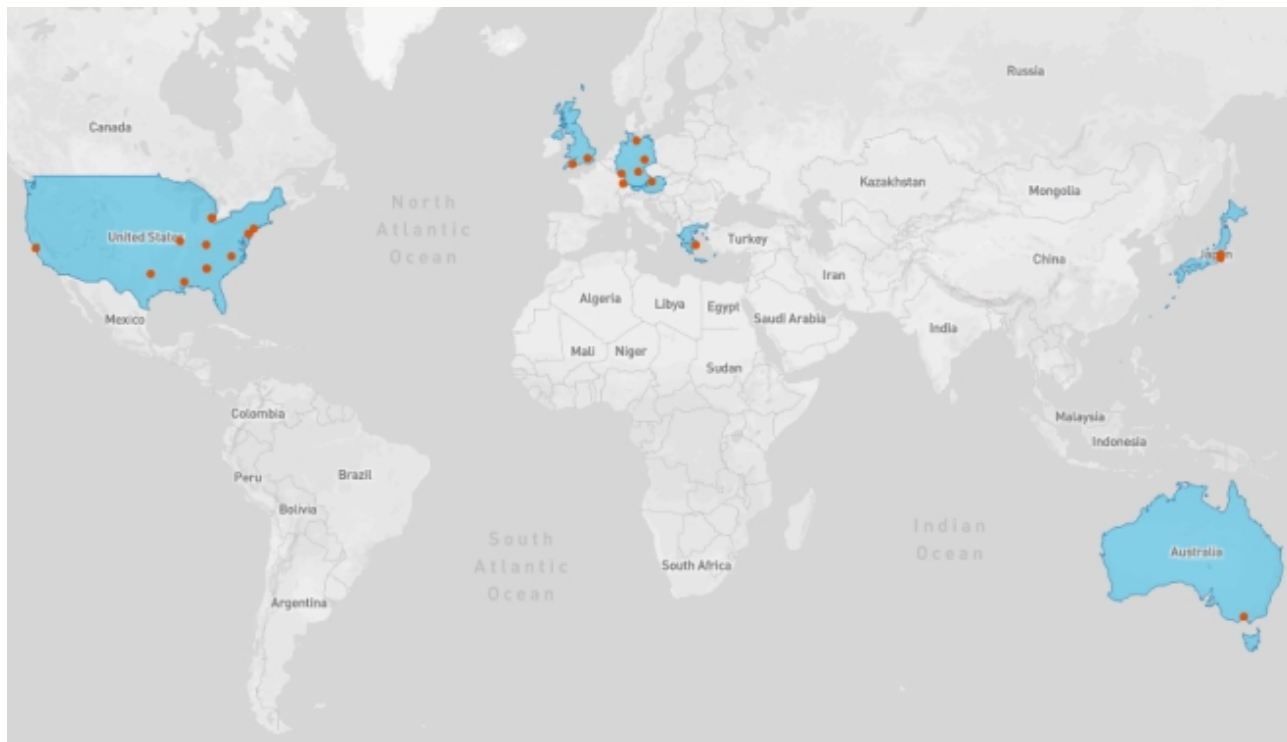 Russia
Canada
Kazakhstan
Mongolia
North
Atlantic
Ocean
United States
Turkey
Japan
China
Iran
Algeria
Libya
Egypt
Saudi Arabia
Mexico
India
Mali
Niger
Sudan
Colombia
Malaysia
Indonesia
Peru
Brazil
Bolivia
South
Atlantic
Ocean
Indian
Ocean
Australia
South Africa
Argentina